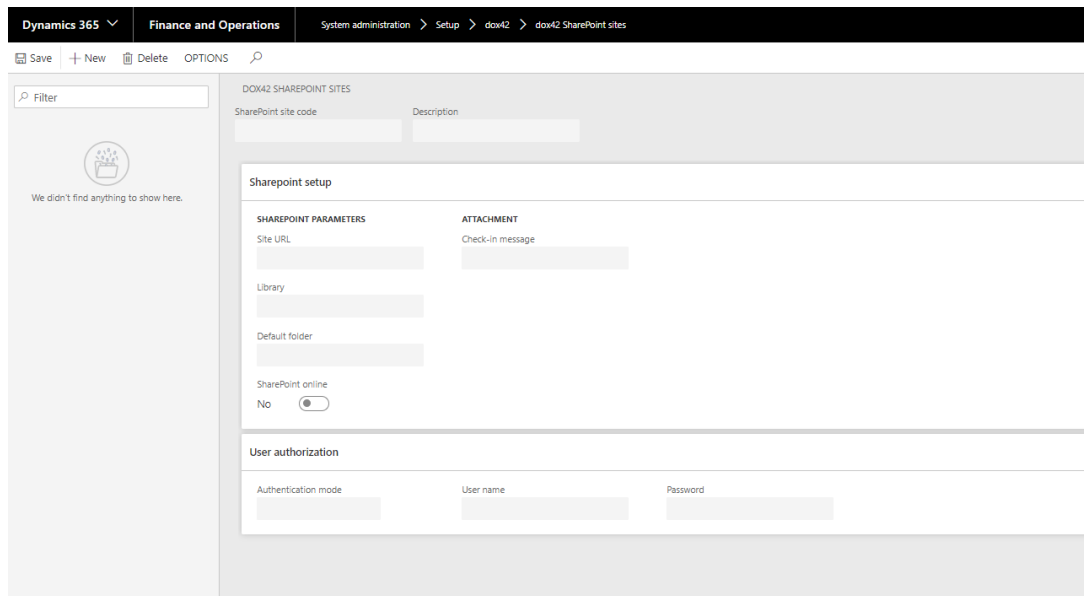 Dynamics 365 Finance and Operations System administration Setup dox42 dox42 SharePoint sites
Save New Delete OPTIONS
Filter
We didn't find anything to show here.
DOX42 SHAREPOINT SITES
SharePoint site code Description
Sharepoint setup
SHAREPOINT PARAMETERS ATTACHMENT
Site URL Check-in message
Library
Default folder
SharePoint online
No
User authorization
Authentication mode User name Password